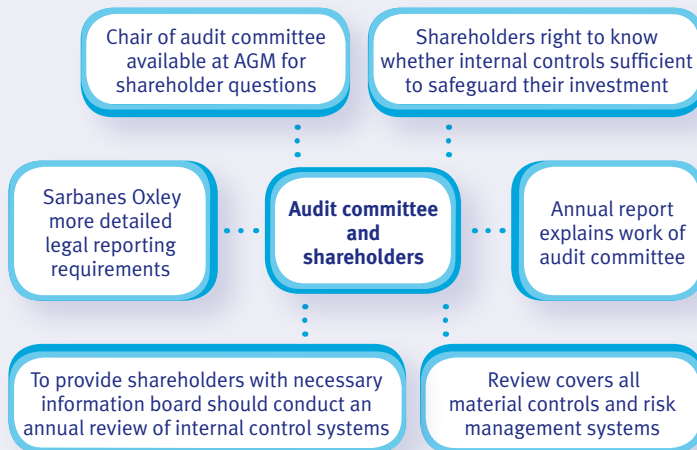 Chair of audit committee
available at AGM for
shareholder questions
Shareholders right to know
whether internal controls sufficient
to safeguard their investment
Sarbanes Oxley
more detailed
legal reporting
requirements
Audit committee
and
shareholders
Annual report
explains work of
audit committee
To provide shareholders with necessary
information board should conduct an
annual review of internal control systems
Review covers all
material controls and risk
management systems